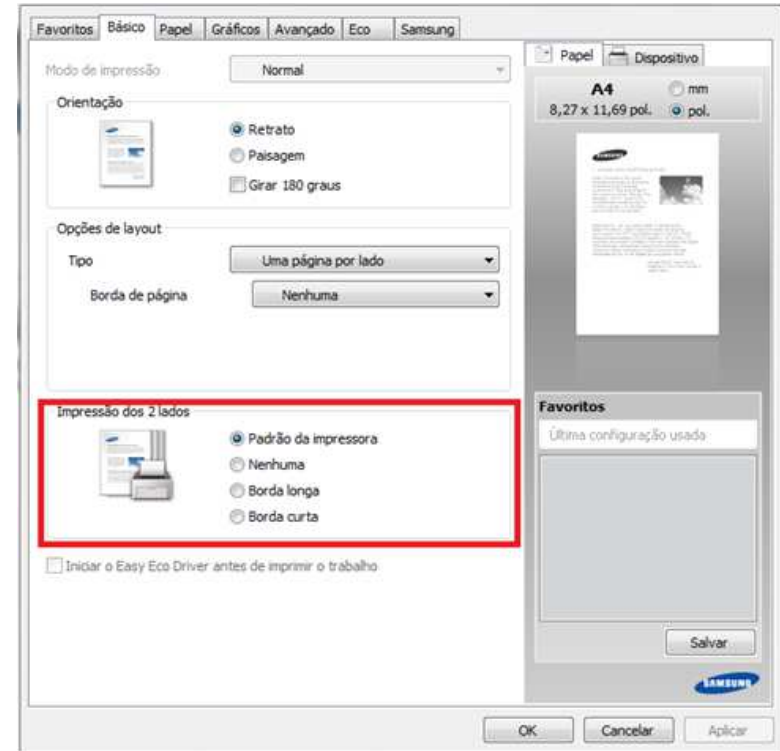 Favoritos Básico Papel Gráficos Avançado Eco Samsung
Modo de impressão Normal
Orientação
Retrato
Paisagem
Girar 180 graus
Opções de layout
Tipo Uma página por lado
Borda de página Nenhuma
Impressão dos 2 lados
Padrão da impressora
Nenhuma
Borda longa
Borda curta
Iniciar o Easy Eco Driver antes de imprimir o trabalho
Papel Dispositivo
A4 mm
8,27 x 11,69 pol. pol.
SAMSUNG
Favoritos
Última configuração usada
Salvar
SAMSUNG
OK Cancelar Aplicar